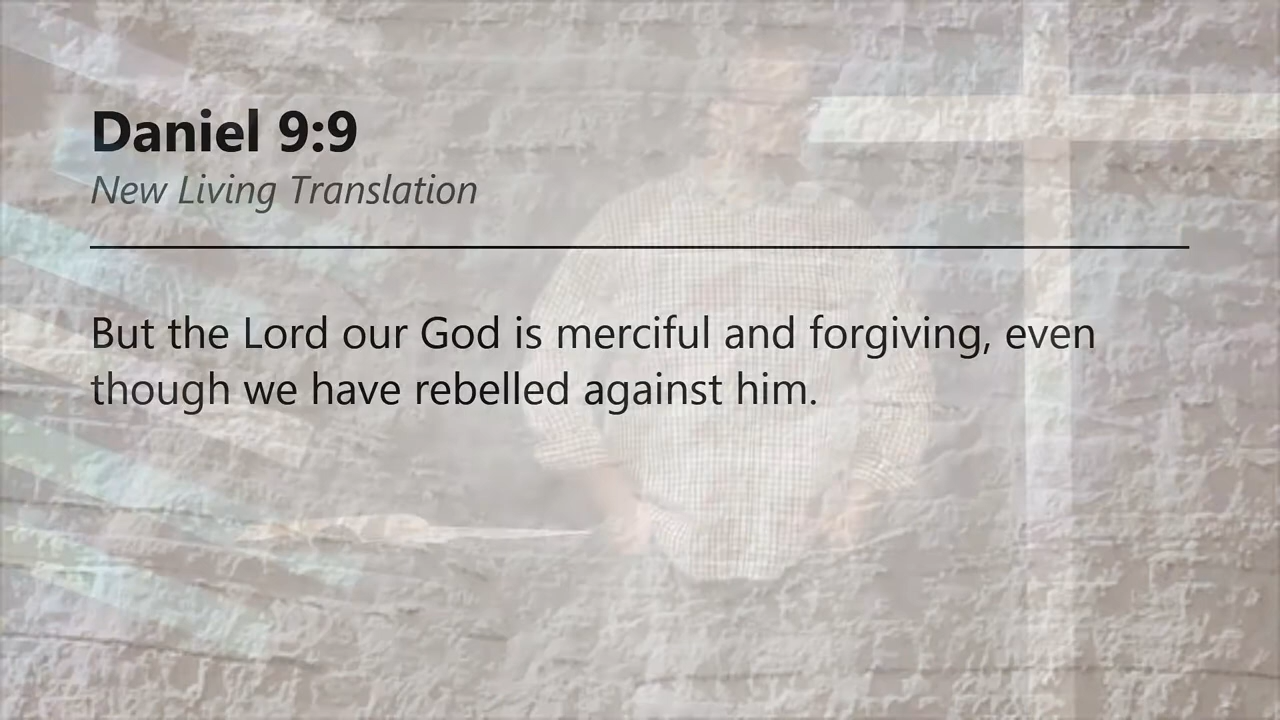 Daniel 9:9
New Living Translation
But the Lord our God is merciful and forgiving, even
though we have rebelled against him.